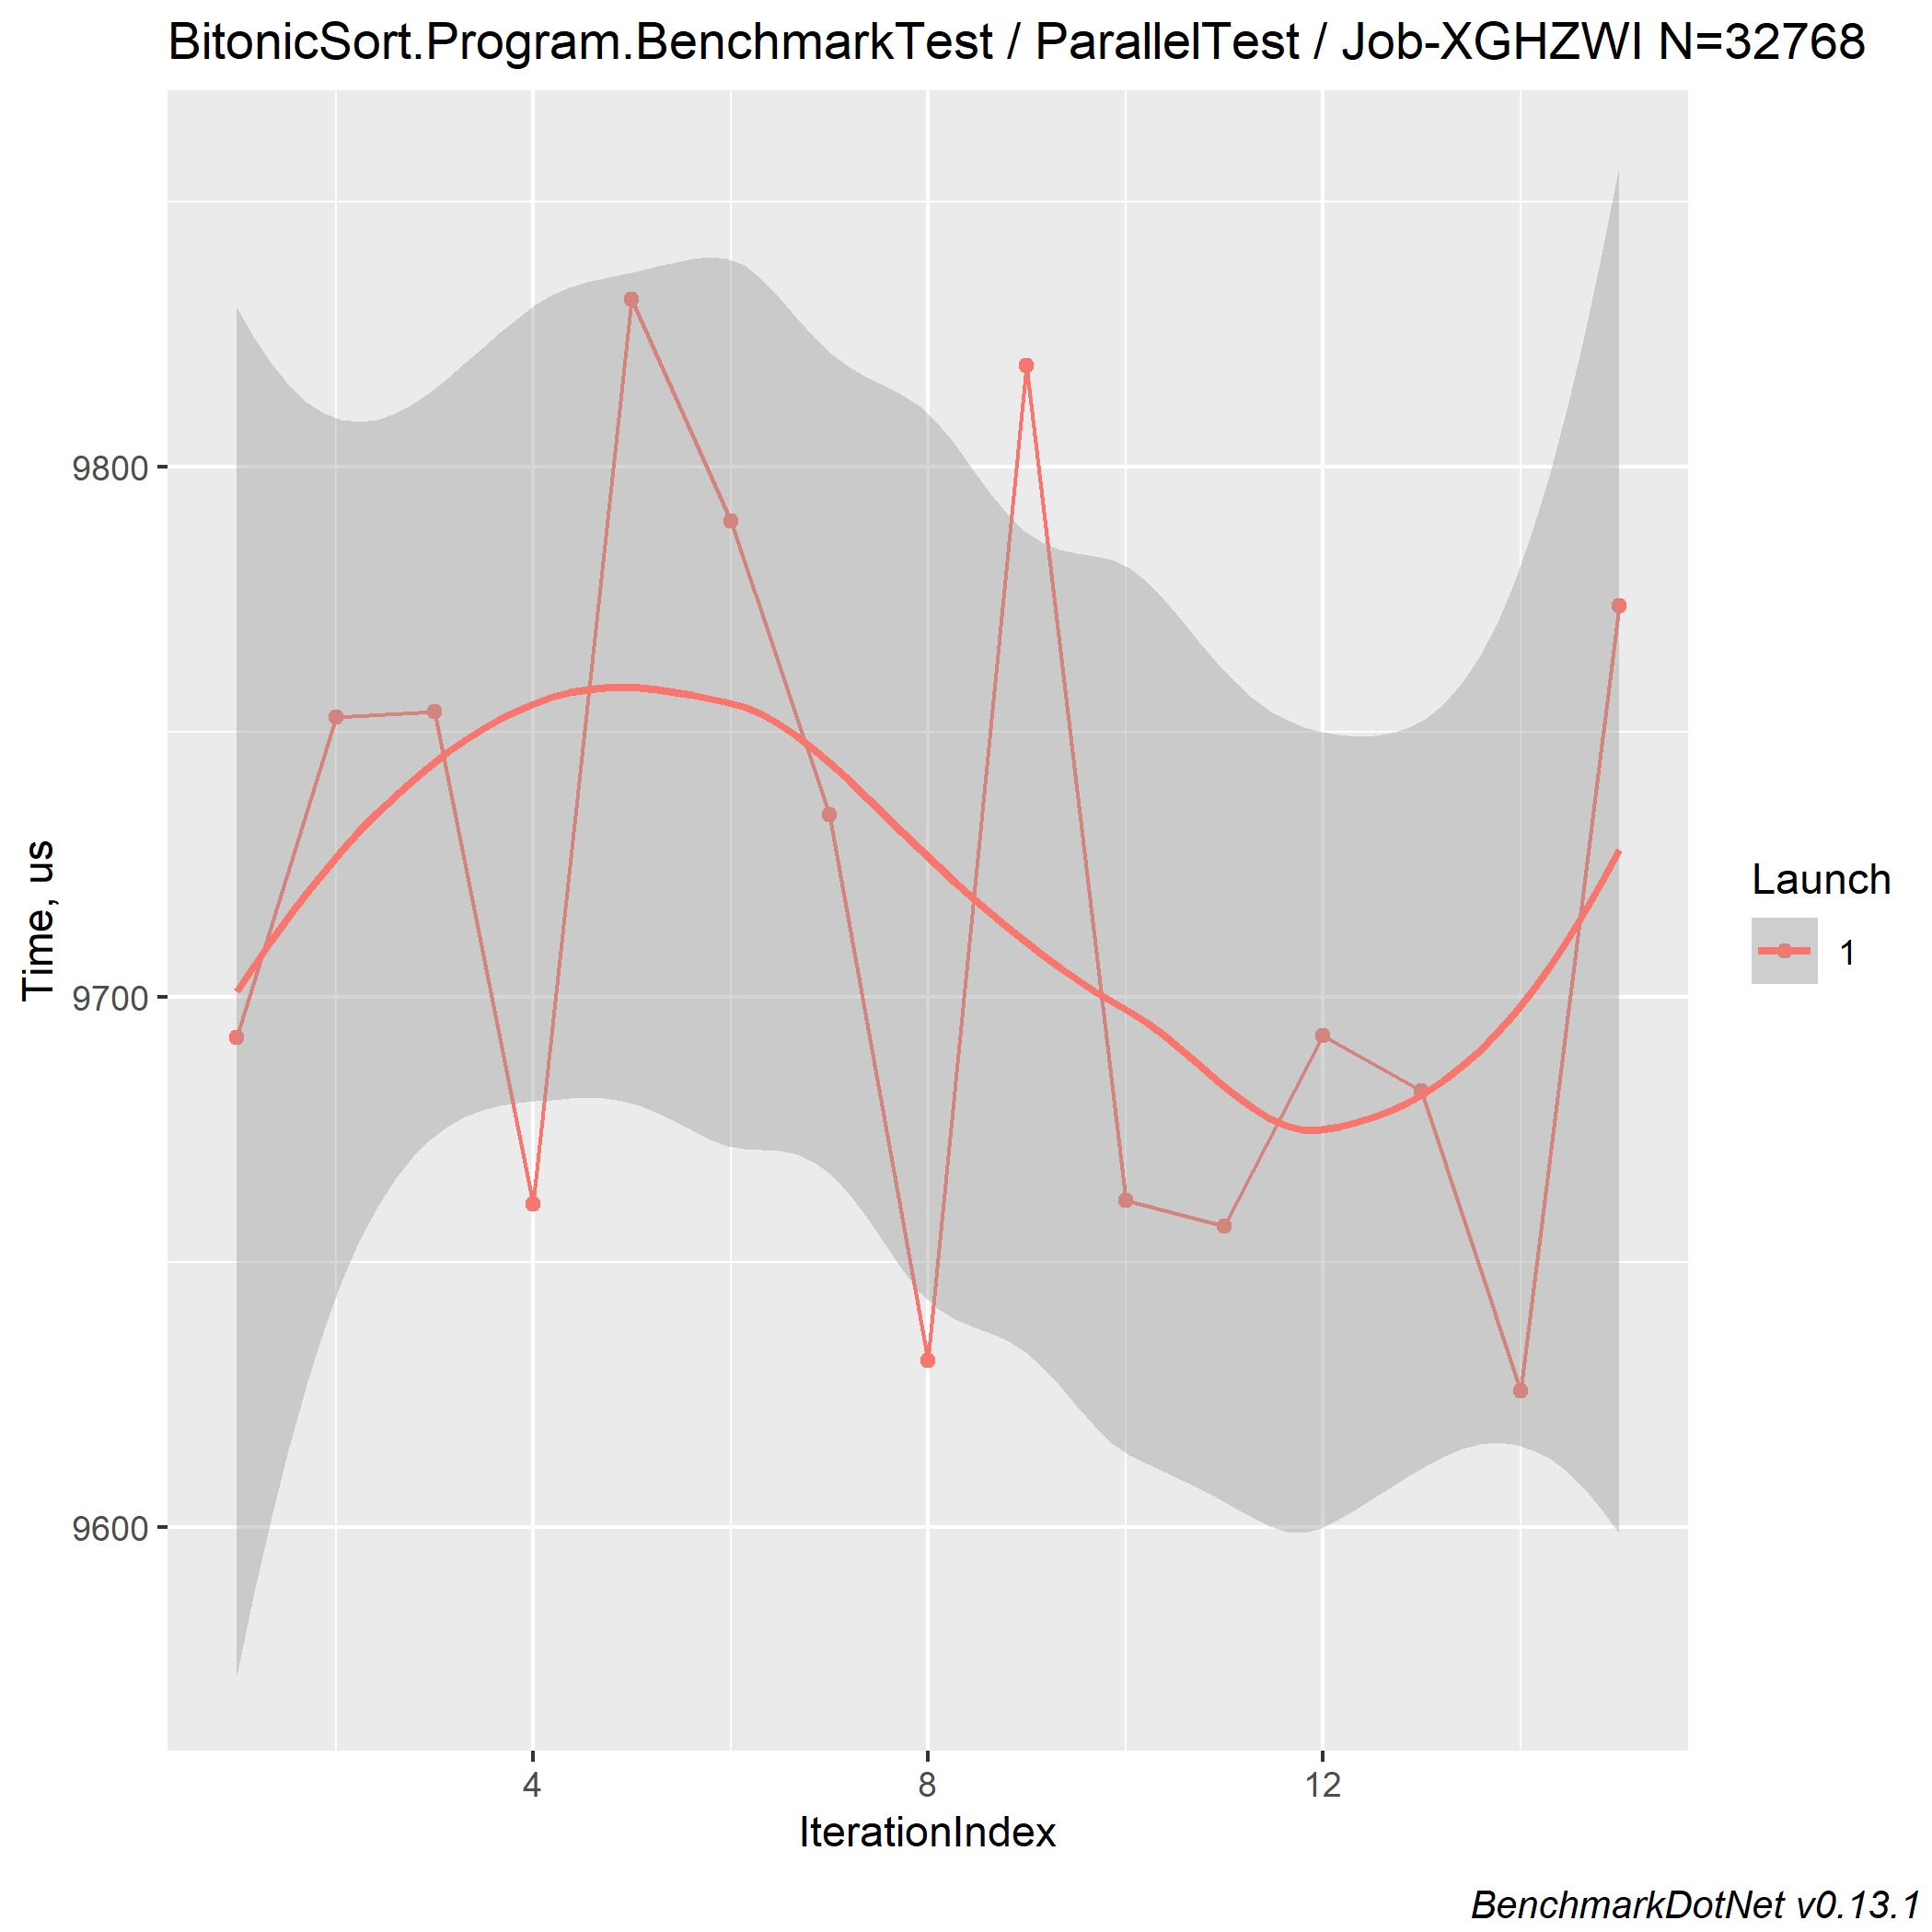 BitonicSort.Program.BenchmarkTest / ParallelTest / Job-XGHZWI N=32768
Time, us
9800
9700
9600
4
8
12
IterationIndex
Launch
1
BenchmarkDotNet v0.13.1